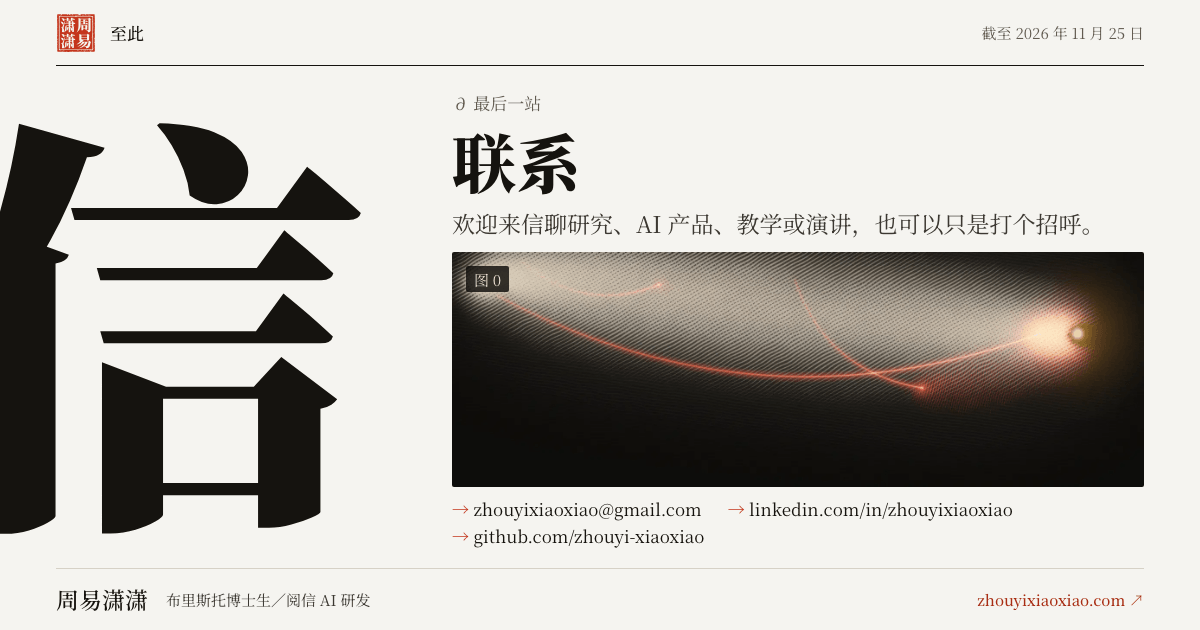 周易潇潇
至此
截至 2026 年 11 月 25 日
信
∂ 最后一站
联系
欢迎来信聊研究、AI 产品、教学或演讲，也可以只是打个招呼。
图 0
→ zhouyixiaoxiao@gmail.com → linkedin.com/in/zhouyixiaoxiao
→ github.com/zhouyi-xiaoxiao
周易潇潇 布里斯托博士生／阅信 AI 研发
zhouyixiaoxiao.com ↗